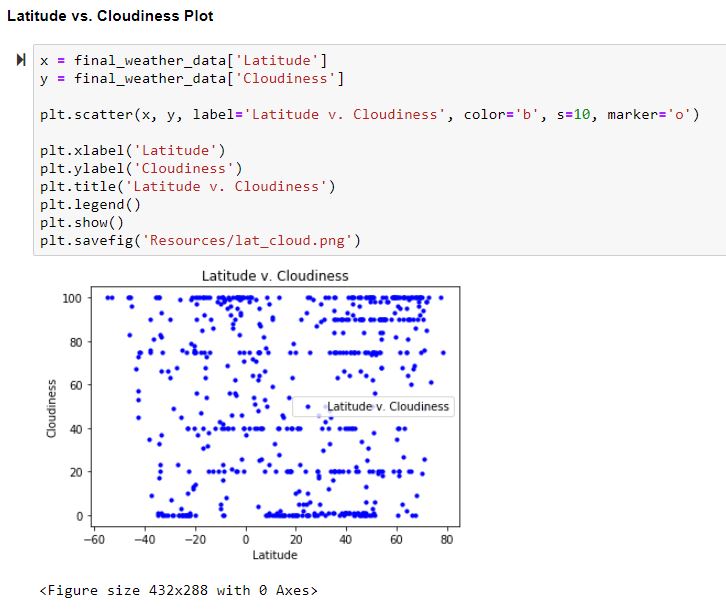 Latitude vs. Cloudiness Plot
x = final_weather_data['Latitude']
y = final_weather_data['Cloudiness']
plt.scatter(x, y, label='Latitude v. Cloudiness', color='b', s=10, marker='o')
plt.xlabel('Latitude')
plt.ylabel('Cloudiness')
plt.title('Latitude v. Cloudiness')
plt.legend()
plt.show()
plt.savefig('Resources/lat_cloud.png')
Latitude v. Cloudiness
100
80
60
40
20
0
Cloudiness
Latitude v. Cloudiness
−60 −40 −20 0 20 40 60 80
Latitude
<Figure size 432x288 with 0 Axes>